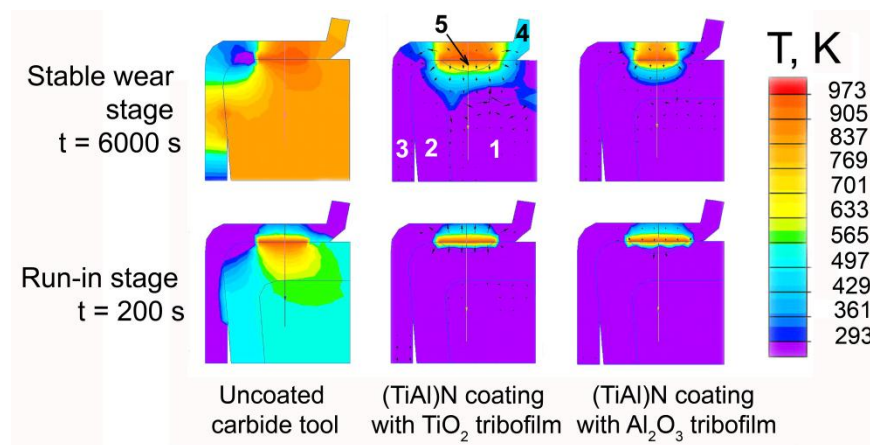 Stable wear
stage
t = 6000 s
5
4
3
2
1
T, K
973
905
837
769
701
633
565
497
429
361
293
Run-in stage
t = 200 s
Uncoated
carbide tool
(TiAl)N coating
with TiO₂ tribofilm
(TiAl)N coating
with Al₂O₃ tribofilm